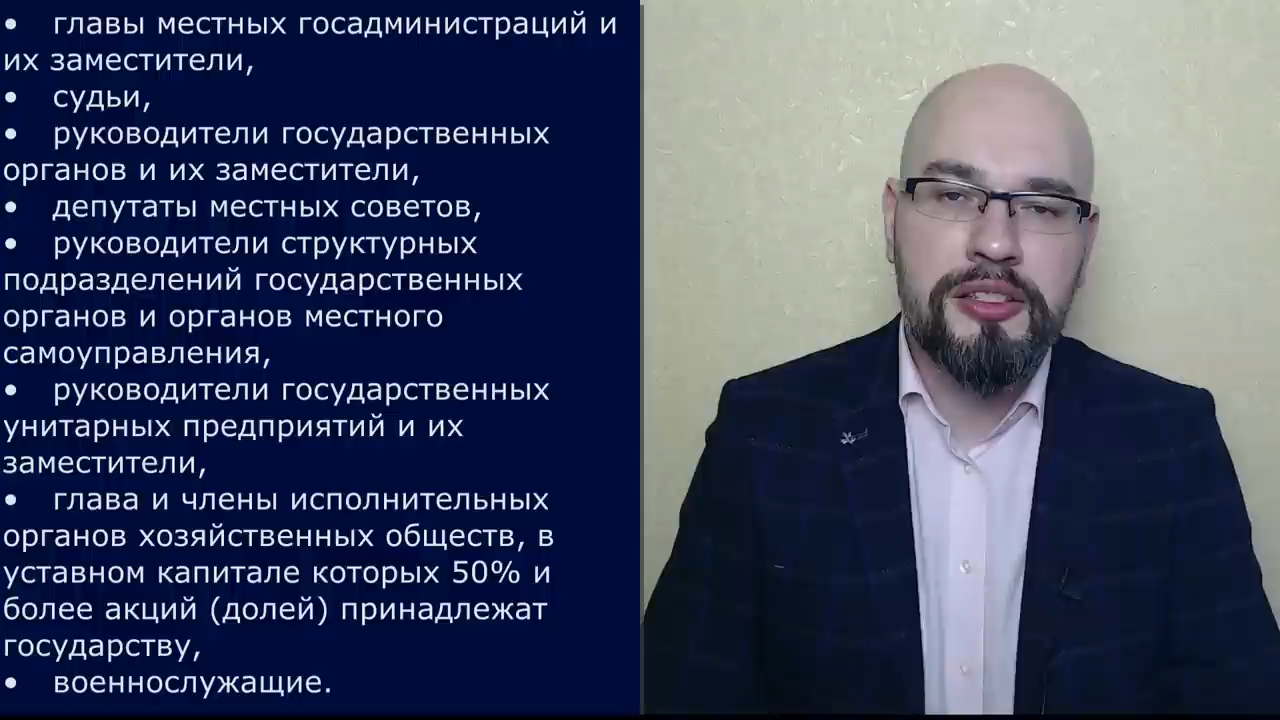 • главы местных госадминистраций и
их заместители,
• судьи,
• руководители государственных
органов и их заместители,
• депутаты местных советов,
• руководители структурных
подразделений государственных
органов и органов местного
самоуправления,
• руководители государственных
унитарных предприятий и их
заместители,
• глава и члены исполнительных
органов хозяйственных обществ, в
уставном капитале которых 50% и
более акций (долей) принадлежат
государству,
• военнослужащие.